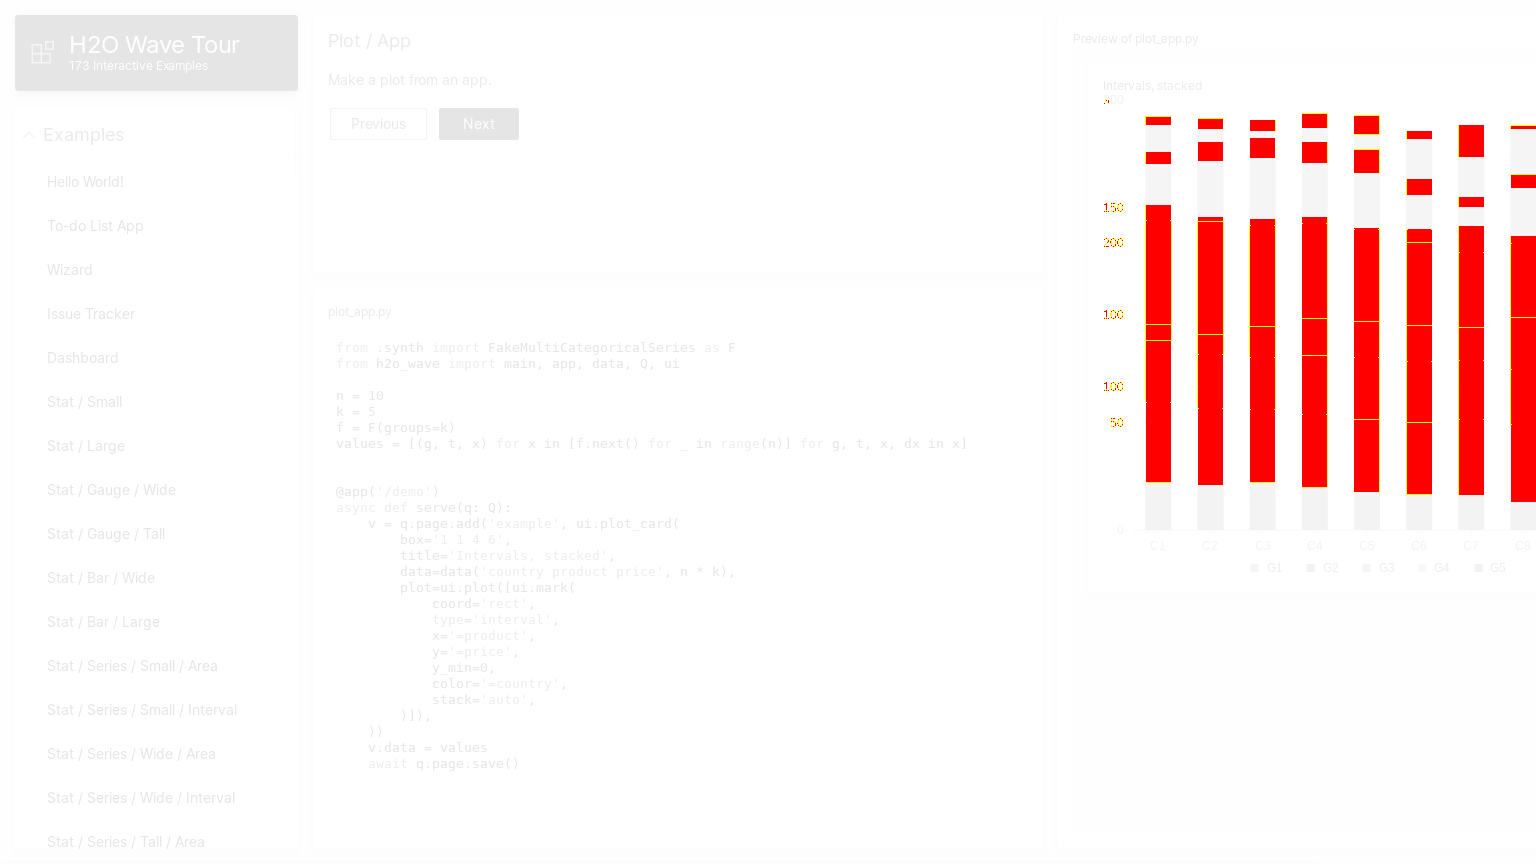 H2O Wave Tour
173 Interactive Examples
Examples
Hello World!
To-do List App
Wizard
Issue Tracker
Dashboard
Stat / Small
Stat / Large
Stat / Gauge / Wide
Stat / Gauge / Tall
Stat / Bar / Wide
Stat / Bar / Large
Stat / Series / Small / Area
Stat / Series / Small / Interval
Stat / Series / Wide / Area
Stat / Series / Wide / Interval
Stat / Series / Tall / Area
Plot / App
Make a plot from an app.
Previous Next
plot_app.py
from .synth import FakeMultiCategoricalSeries as F
from h2o_wave import main, app, data, Q, ui
n = 10
k = 5
f = F(groups=k)
values = [(g, t, x) for x in [f.next() for _ in range(n)] for g, t, x, dx in x]
@app('/demo')
async def serve(q: Q):
v = q.page.add('example', ui.plot_card(
box='1 1 4 6',
title='Intervals, stacked',
data=data('country product price', n * k),
plot=ui.plot([ui.mark(
coord='rect',
type='interval',
x='=product',
y='=price',
y_min=0,
color='=country',
stack='auto',
)]),
))
v.data = values
await q.page.save()
Preview of plot_app.py
Intervals, stacked
150
200
100
100
50
0
C1 C2 C3 C4 C5 C6 C7 C8
G1 G2 G3 G4 G5